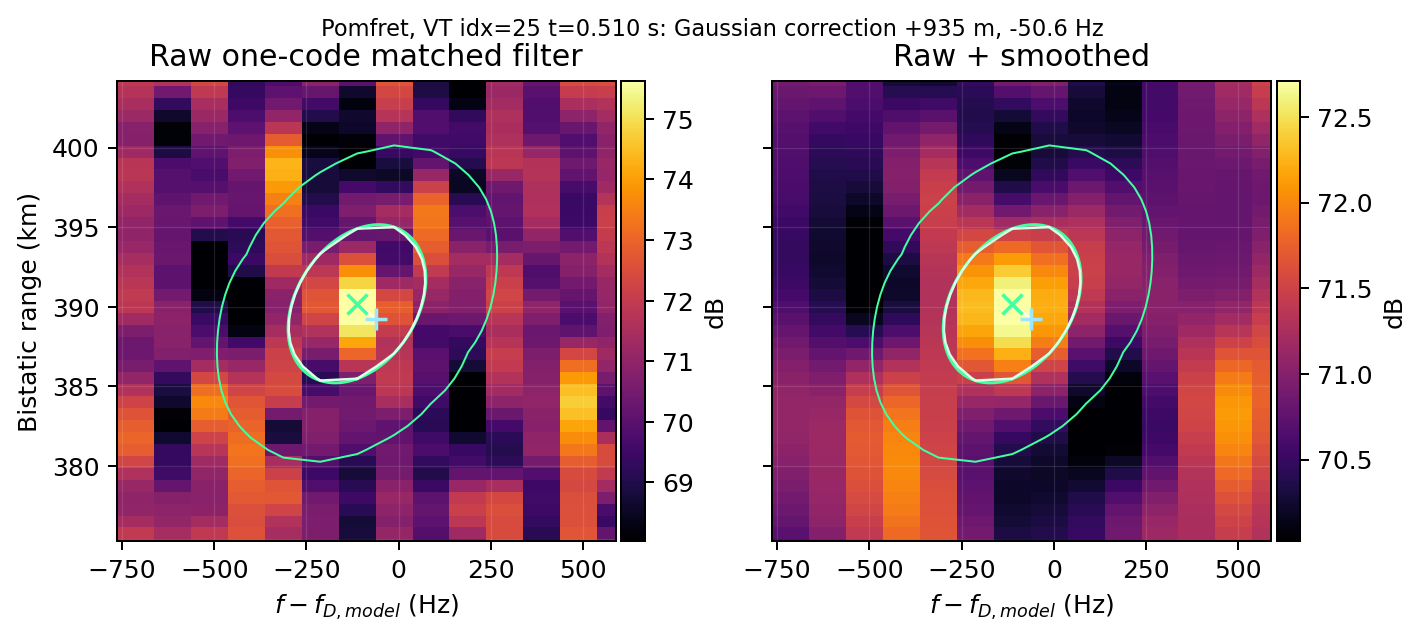 Pomfret, VT idx=25 t=0.510 s: Gaussian correction +935 m, -50.6 Hz
Raw one-code matched filter
Raw + smoothed
Bistatic range (km)
400
395
390
385
380
−750 −500 −250 0 250 500
f − f_{D, model} (Hz)
75
74
73
72
71
70
69
dB
−750 −500 −250 0 250 500
f − f_{D, model} (Hz)
72.5
72.0
71.5
71.0
70.5
dB